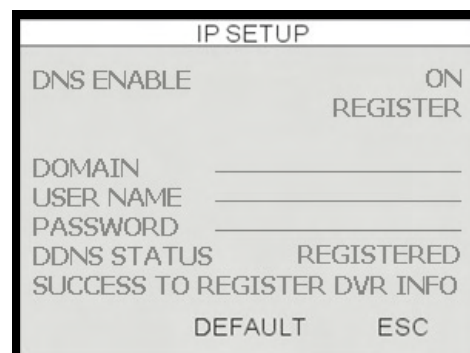 IP SETUP
DNS ENABLE ON
REGISTER
DOMAIN
USER NAME
PASSWORD
DDNS STATUS REGISTERED
SUCCESS TO REGISTER DVR INFO
DEFAULT ESC